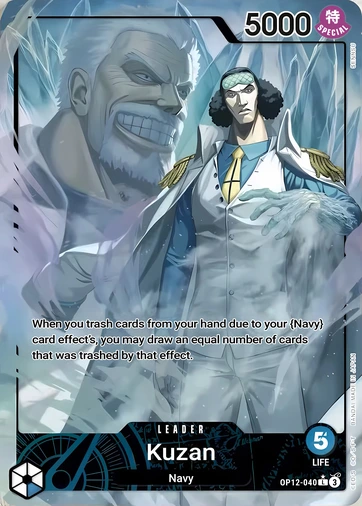 5000
特
SPECIAL
When you trash cards from your hand due to your {Navy}
card effect's, you may draw an equal number of cards
that was trashed by that effect.
LEADER
Kuzan
Navy
5
LIFE
OP12-040 L 3